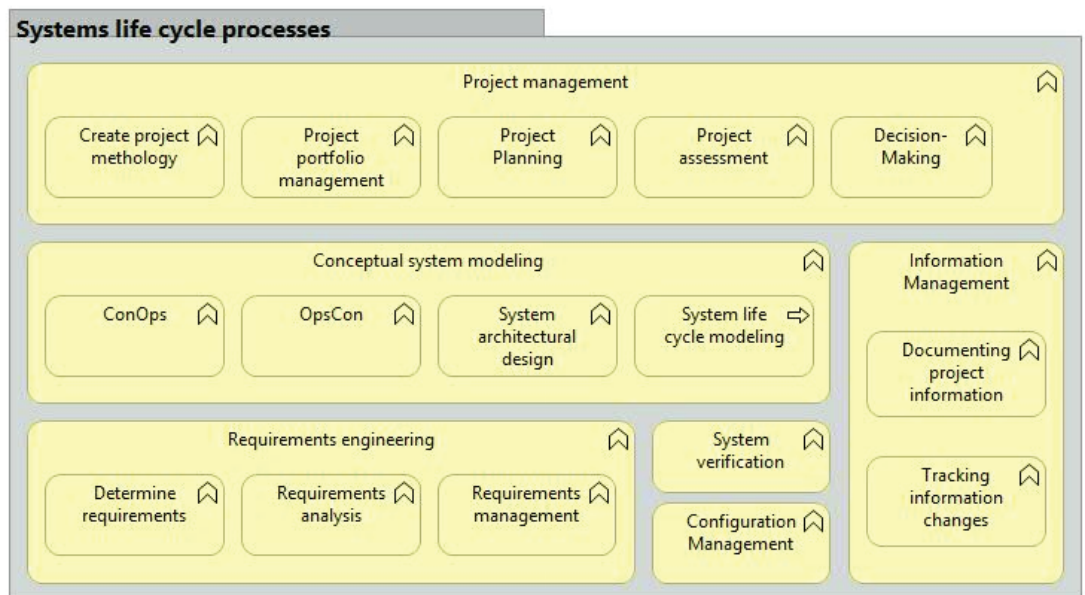 Systems life cycle processes
Project management
Create project
methology
Project
portfolio
management
Project
Planning
Project
assessment
Decision-
Making
Conceptual system modeling
ConOps
OpsCon
System
architectural
design
System life
cycle modeling
Information
Management
Documenting
project
information
Tracking
information
changes
Requirements engineering
Determine
requirements
Requirements
analysis
Requirements
management
System
verification
Configuration
Management